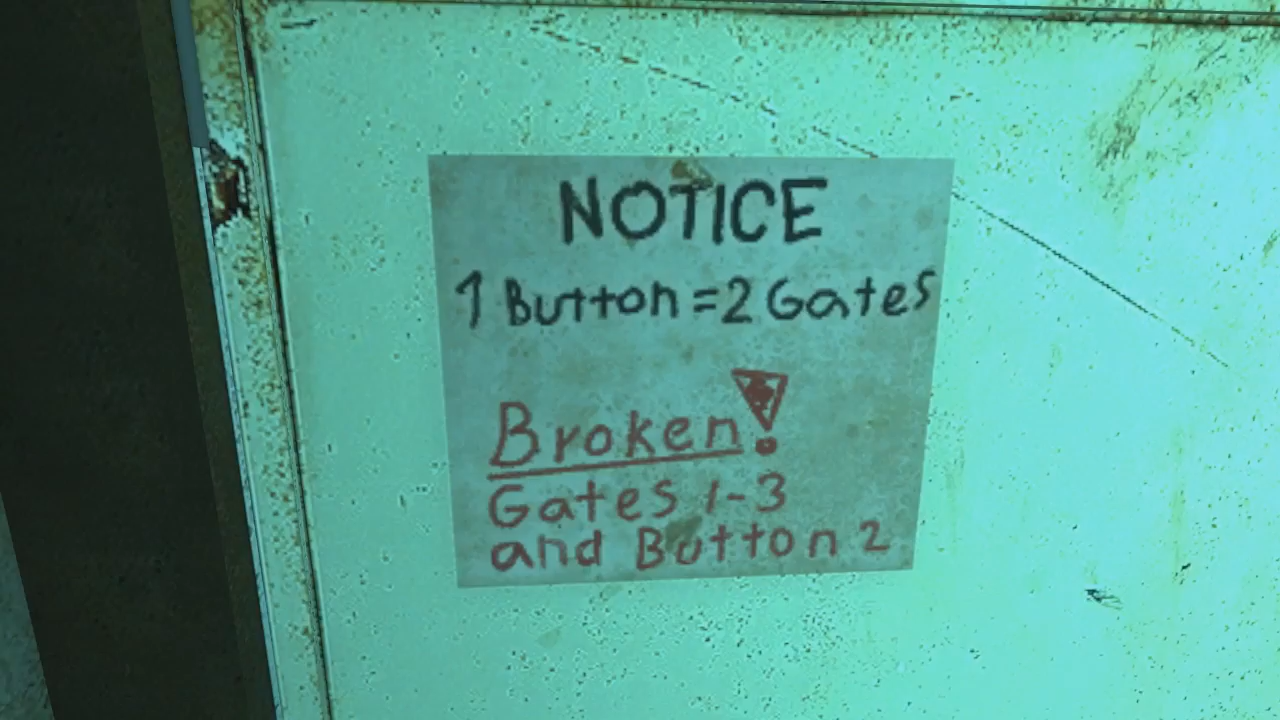 NOTICE
1 Button = 2 Gates
Broken!
Gates 1-3
and Button 2